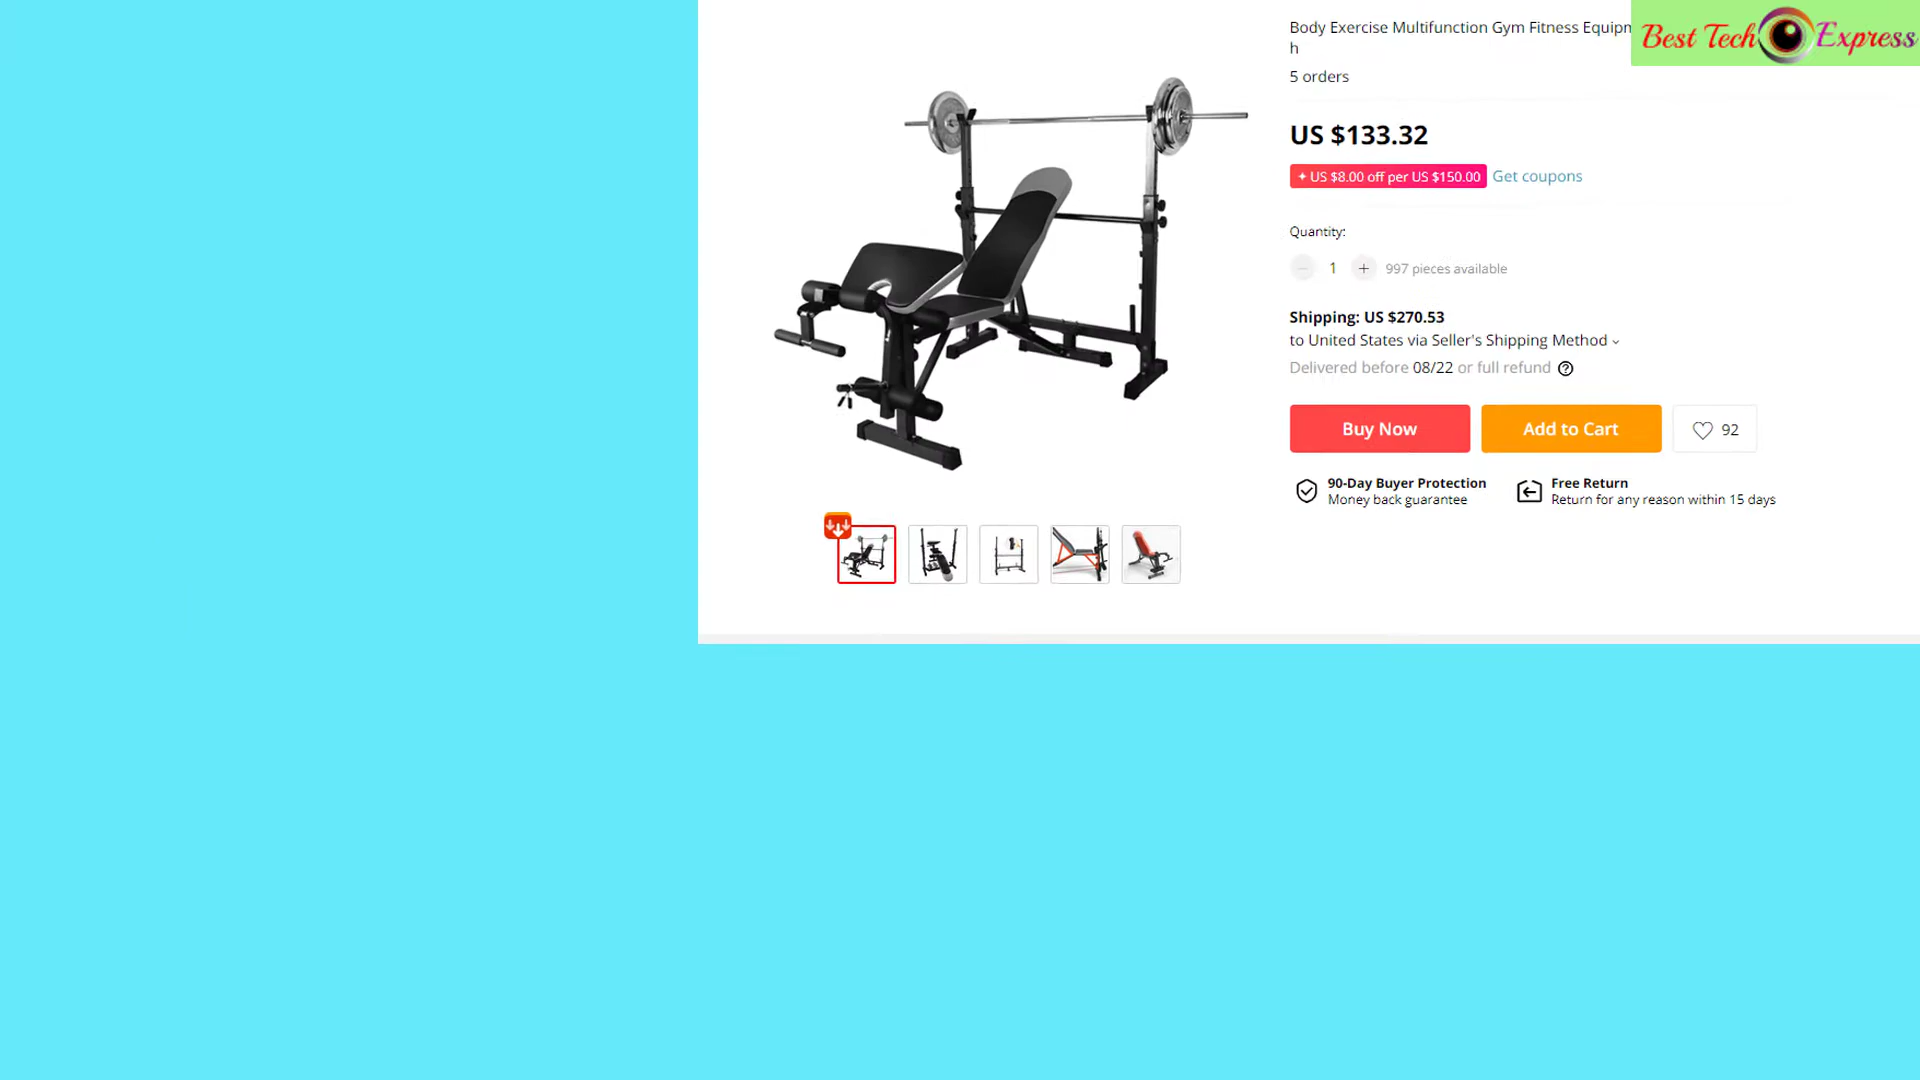 Body Exercise Multifunction Gym Fitness
h
Best Tech Express
5 orders
US $133.32
US $8.00 off per US $150.00 Get coupons
Quantity:
1 + 997 pieces available
Shipping: US $270.53
to United States via Seller's Shipping Method
Delivered before 08/22 or full refund ?
Buy Now Add to Cart 92
90-Day Buyer Protection Free Return
Money back guarantee Return for any reason within 15 days